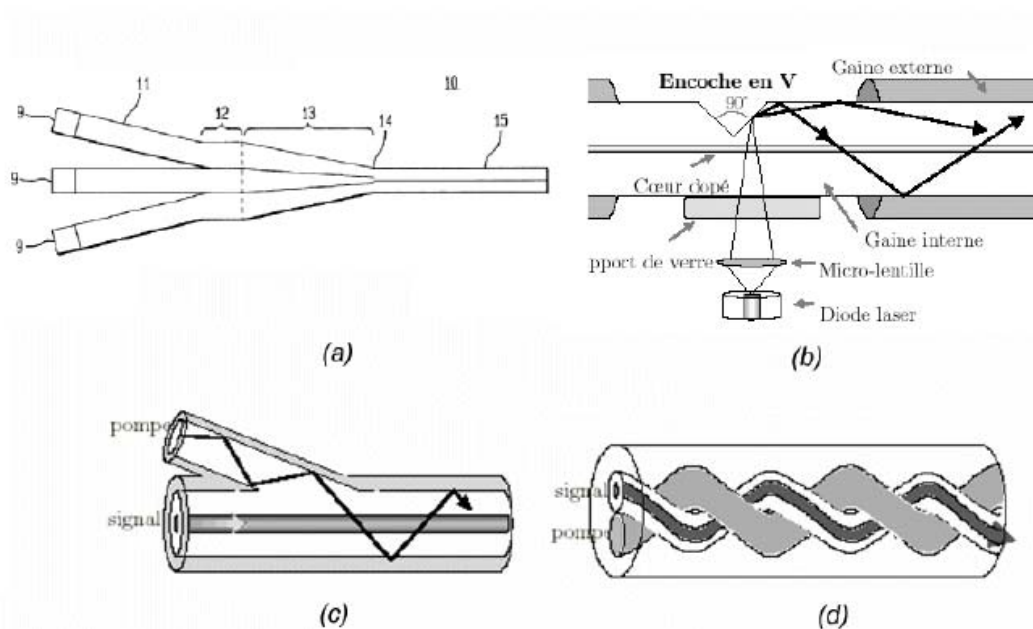 11
10
9
12
13
14
15
9
9
(a)
Encoche en V
90°
Gaine externe
Cœur dopé
Gaine interne
pport de verre
Micro-lentille
Diode laser
(b)
pompe
signal
(c)
signal
pompe
(d)